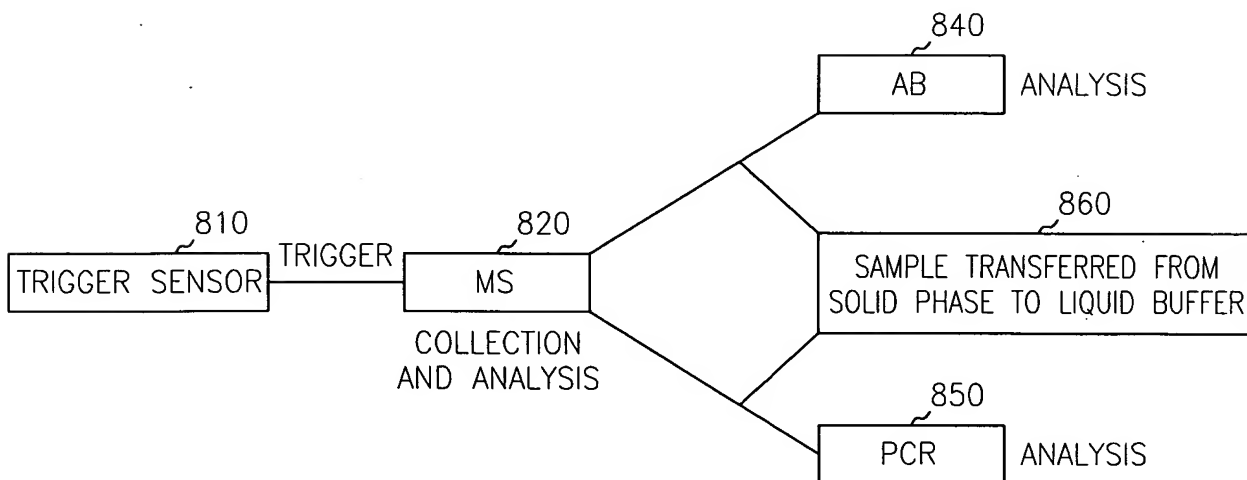 840
AB
ANALYSIS
810
TRIGGER SENSOR
TRIGGER
820
MS
COLLECTION
AND ANALYSIS
860
SAMPLE TRANSFERRED FROM
SOLID PHASE TO LIQUID BUFFER
850
PCR
ANALYSIS